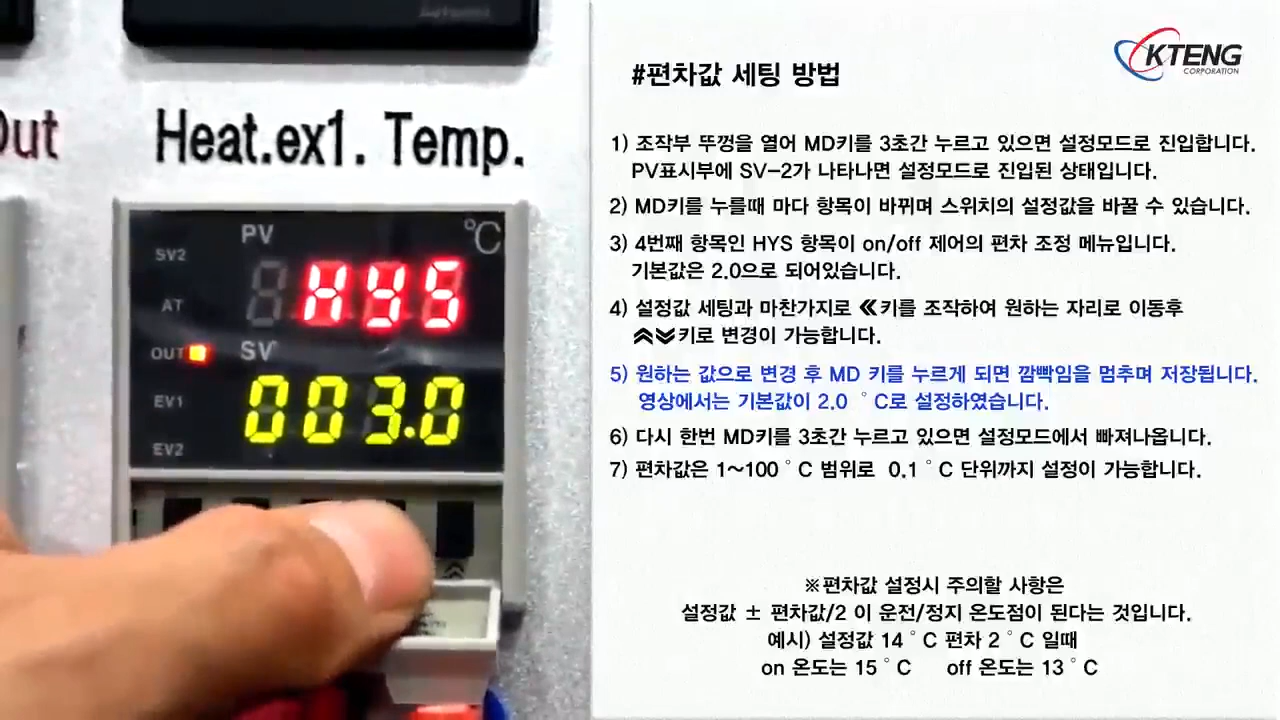 Out
Heat.ex1. Temp.
PV
°C
SV2
HYS
AT
OUT
SV
EV1
003.0
EV2
KTENG
CORPORATION
#편차값 세팅 방법
1) 조작부 뚜껑을 열어 MD키를 3초간 누르고 있으면 설정모드로 진입합니다.
PV표시부에 SV-2가 나타나면 설정모드로 진입된 상태입니다.
2) MD키를 누를때 마다 항목이 바뀌며 스위치의 설정값을 바꿀 수 있습니다.
3) 4번째 항목인 HYS 항목이 on/off 제어의 편차 조정 메뉴입니다.
기본값은 2.0으로 되어있습니다.
4) 설정값 세팅과 마찬가지로 《키를 조작하여 원하는 자리로 이동후
︽︾키로 변경이 가능합니다.
5) 원하는 값으로 변경 후 MD 키를 누르게 되면 깜빡임을 멈추며 저장됩니다.
영상에서는 기본값이 2.0 °C로 설정하였습니다.
6) 다시 한번 MD키를 3초간 누르고 있으면 설정모드에서 빠져나옵니다.
7) 편차값은 1~100°C 범위로 0.1°C 단위까지 설정이 가능합니다.
※편차값 설정시 주의할 사항은
설정값 ± 편차값/2 이 운전/정지 온도점이 된다는 것입니다.
예시) 설정값 14°C 편차 2°C 일때
on 온도는 15°C off 온도는 13°C